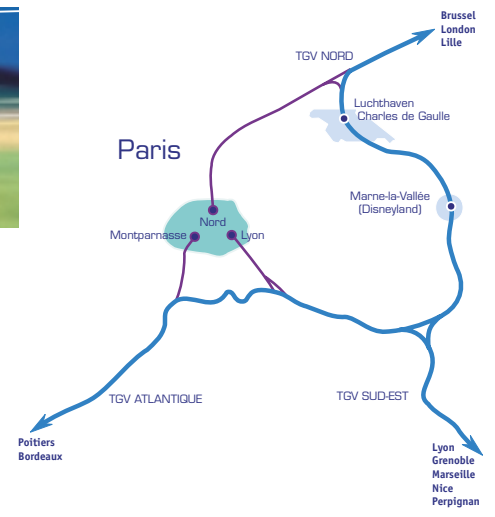 Brussel
London
Lille
TGV NORD
Luchthaven
Charles de Gaulle
Paris
Marne-la-Vallée
(Disneyland)
Nord
Montparnasse
Lyon
TGV ATLANTIQUE
TGV SUD-EST
Poitiers
Bordeaux
Lyon
Grenoble
Marseille
Nice
Perpignan